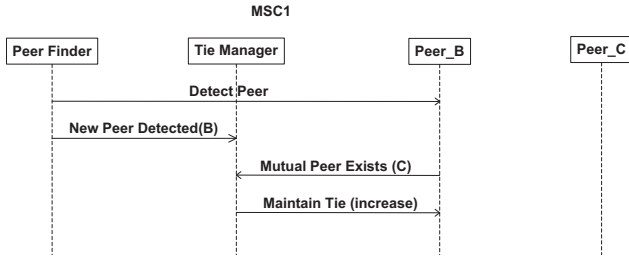 MSC1
Peer Finder
Tie Manager
Peer_B
Peer_C
Detect Peer
New Peer Detected(B)
Mutual Peer Exists (C)
Maintain Tie (increase)